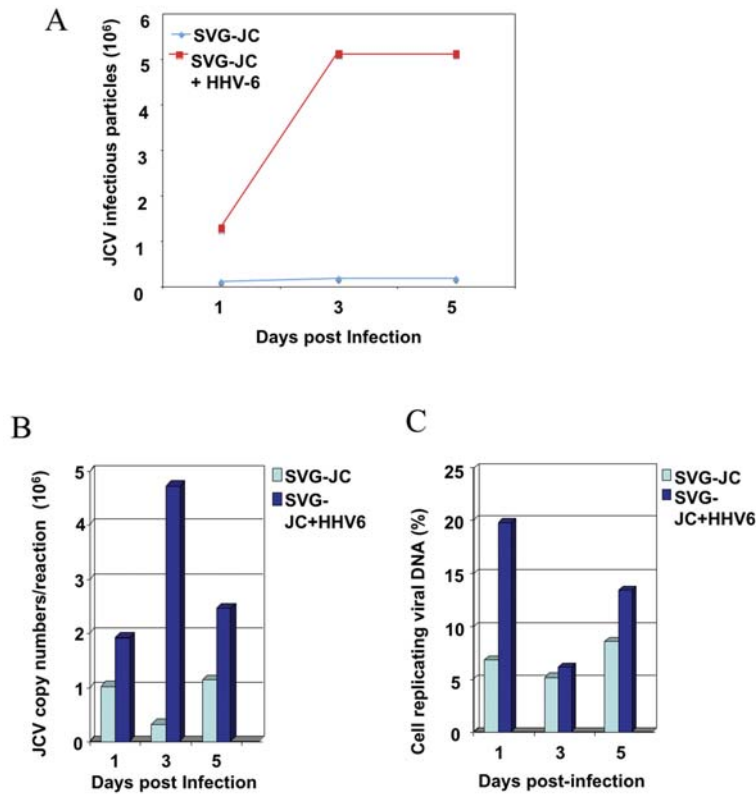 A
JCV infectious particles (10⁶)
6
5
4
3
2
1
0
SVG-JC
SVG-JC
+ HHV-6
1 3 5
Days post Infection
B
JCV copy numbers/reaction (10⁶)
5
4
3
2
1
0
SVG-JC
SVG-
JC+HHV6
1 3 5
Days post Infection
C
Cell replicating viral DNA (%)
25
20
15
10
5
0
SVG-JC
SVG-
JC+HHV6
1 3 5
Days post-infection